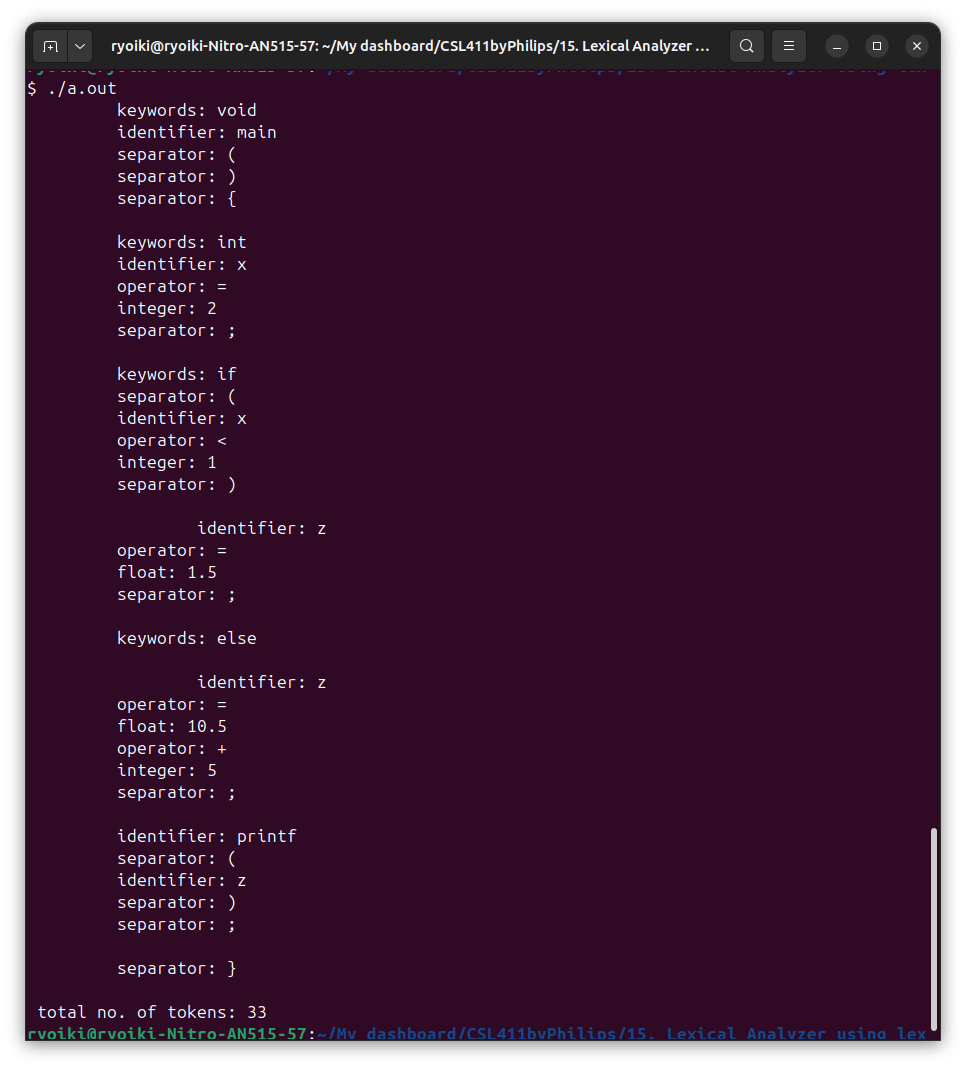 ryoiki@ryoiki-Nitro-AN515-57: ~/My dashboard/CSL411byPhilips/15. Lexical Analyzer ...
$ ./a.out
keywords: void
identifier: main
separator: (
separator: )
separator: {
keywords: int
identifier: x
operator: =
integer: 2
separator: ;
keywords: if
separator: (
identifier: x
operator: <
integer: 1
separator: )
identifier: z
operator: =
float: 1.5
separator: ;
keywords: else
identifier: z
operator: =
float: 10.5
operator: +
integer: 5
separator: ;
identifier: printf
separator: (
identifier: z
separator: )
separator: ;
separator: }
total no. of tokens: 33
ryoiki@ryoiki-Nitro-AN515-57:~/My dashboard/CSL411byPhilips/15. Lexical Analyzer using lex